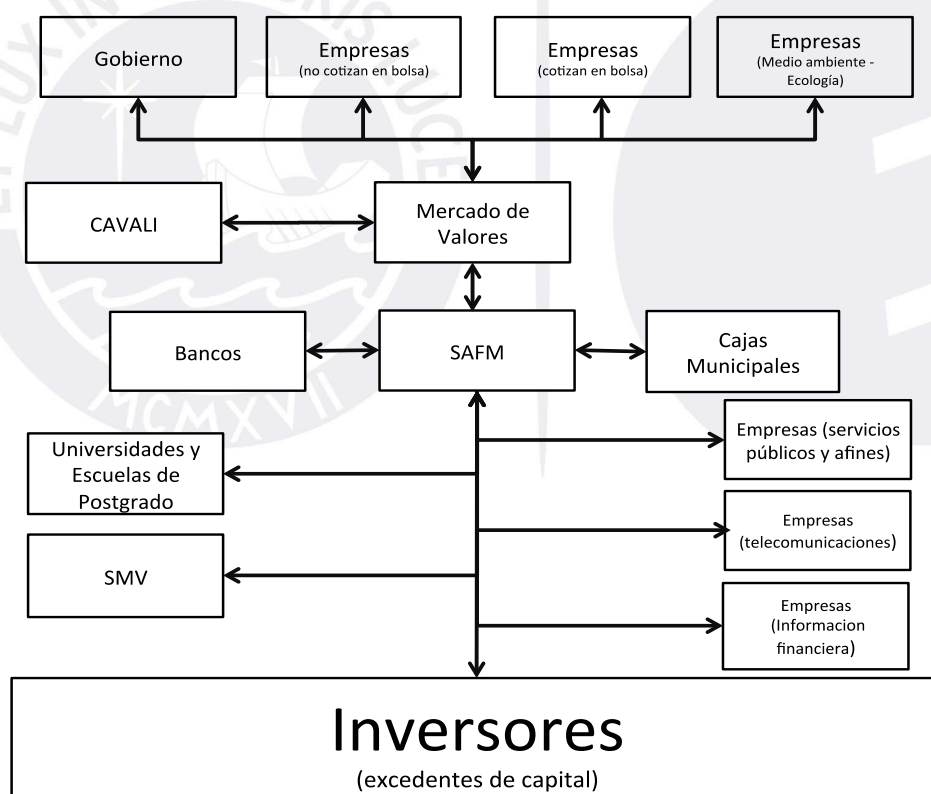 Gobierno
Empresas
(no cotizan en bolsa)
Empresas
(cotizan en bolsa)
Empresas
(Medio ambiente -
Ecología)
CAVALI
Mercado de
Valores
Bancos
SAFM
Cajas
Municipales
Universidades y
Escuelas de
Postgrado
Empresas (servicios
públicos y afines)
Empresas
(telecomunicaciones)
SMV
Empresas
(Informacion
financiera)
Inversores
(excedentes de capital)
MCMXVII